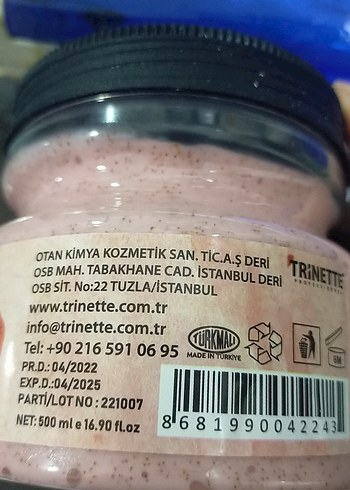 OTAN KİMYA KOZMETİK SAN. TİC.A.Ş DERİ
OSB MAH. TABAKHANE CAD. İSTANBUL DERİ
OSB SİT. No:22 TUZLA/İSTANBUL
TRİNETTE
www.trinette.com.tr
info@trinette.com.tr
Tel: +90 216 591 06 95
TÜRKMALI
MADE IN TÜRKİYE
6M
PR.D.: 04/2022
EXP.D.:04/2025
PARTİ/LOT NO : 221007
NET: 500 ml e 16.90 fl.oz
8681990042243